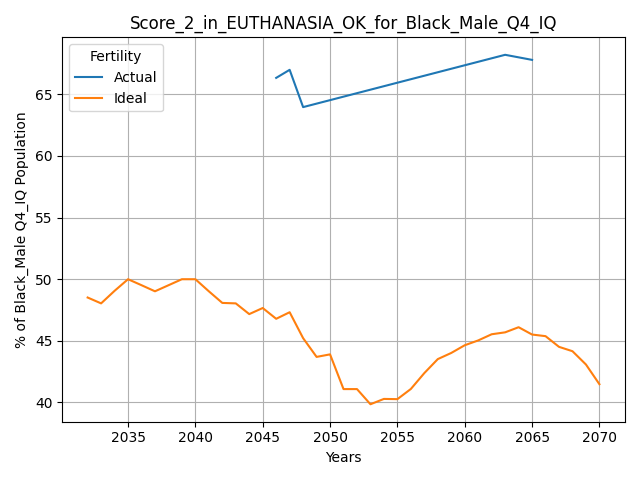 Score_2_in_EUTHANASIA_OK_for_Black_Male_Q4_IQ
Fertility
Actual
Ideal
% of Black_Male Q4_IQ Population
65
60
55
50
45
40
2035
2040
2045
2050
2055
2060
2065
2070
Years